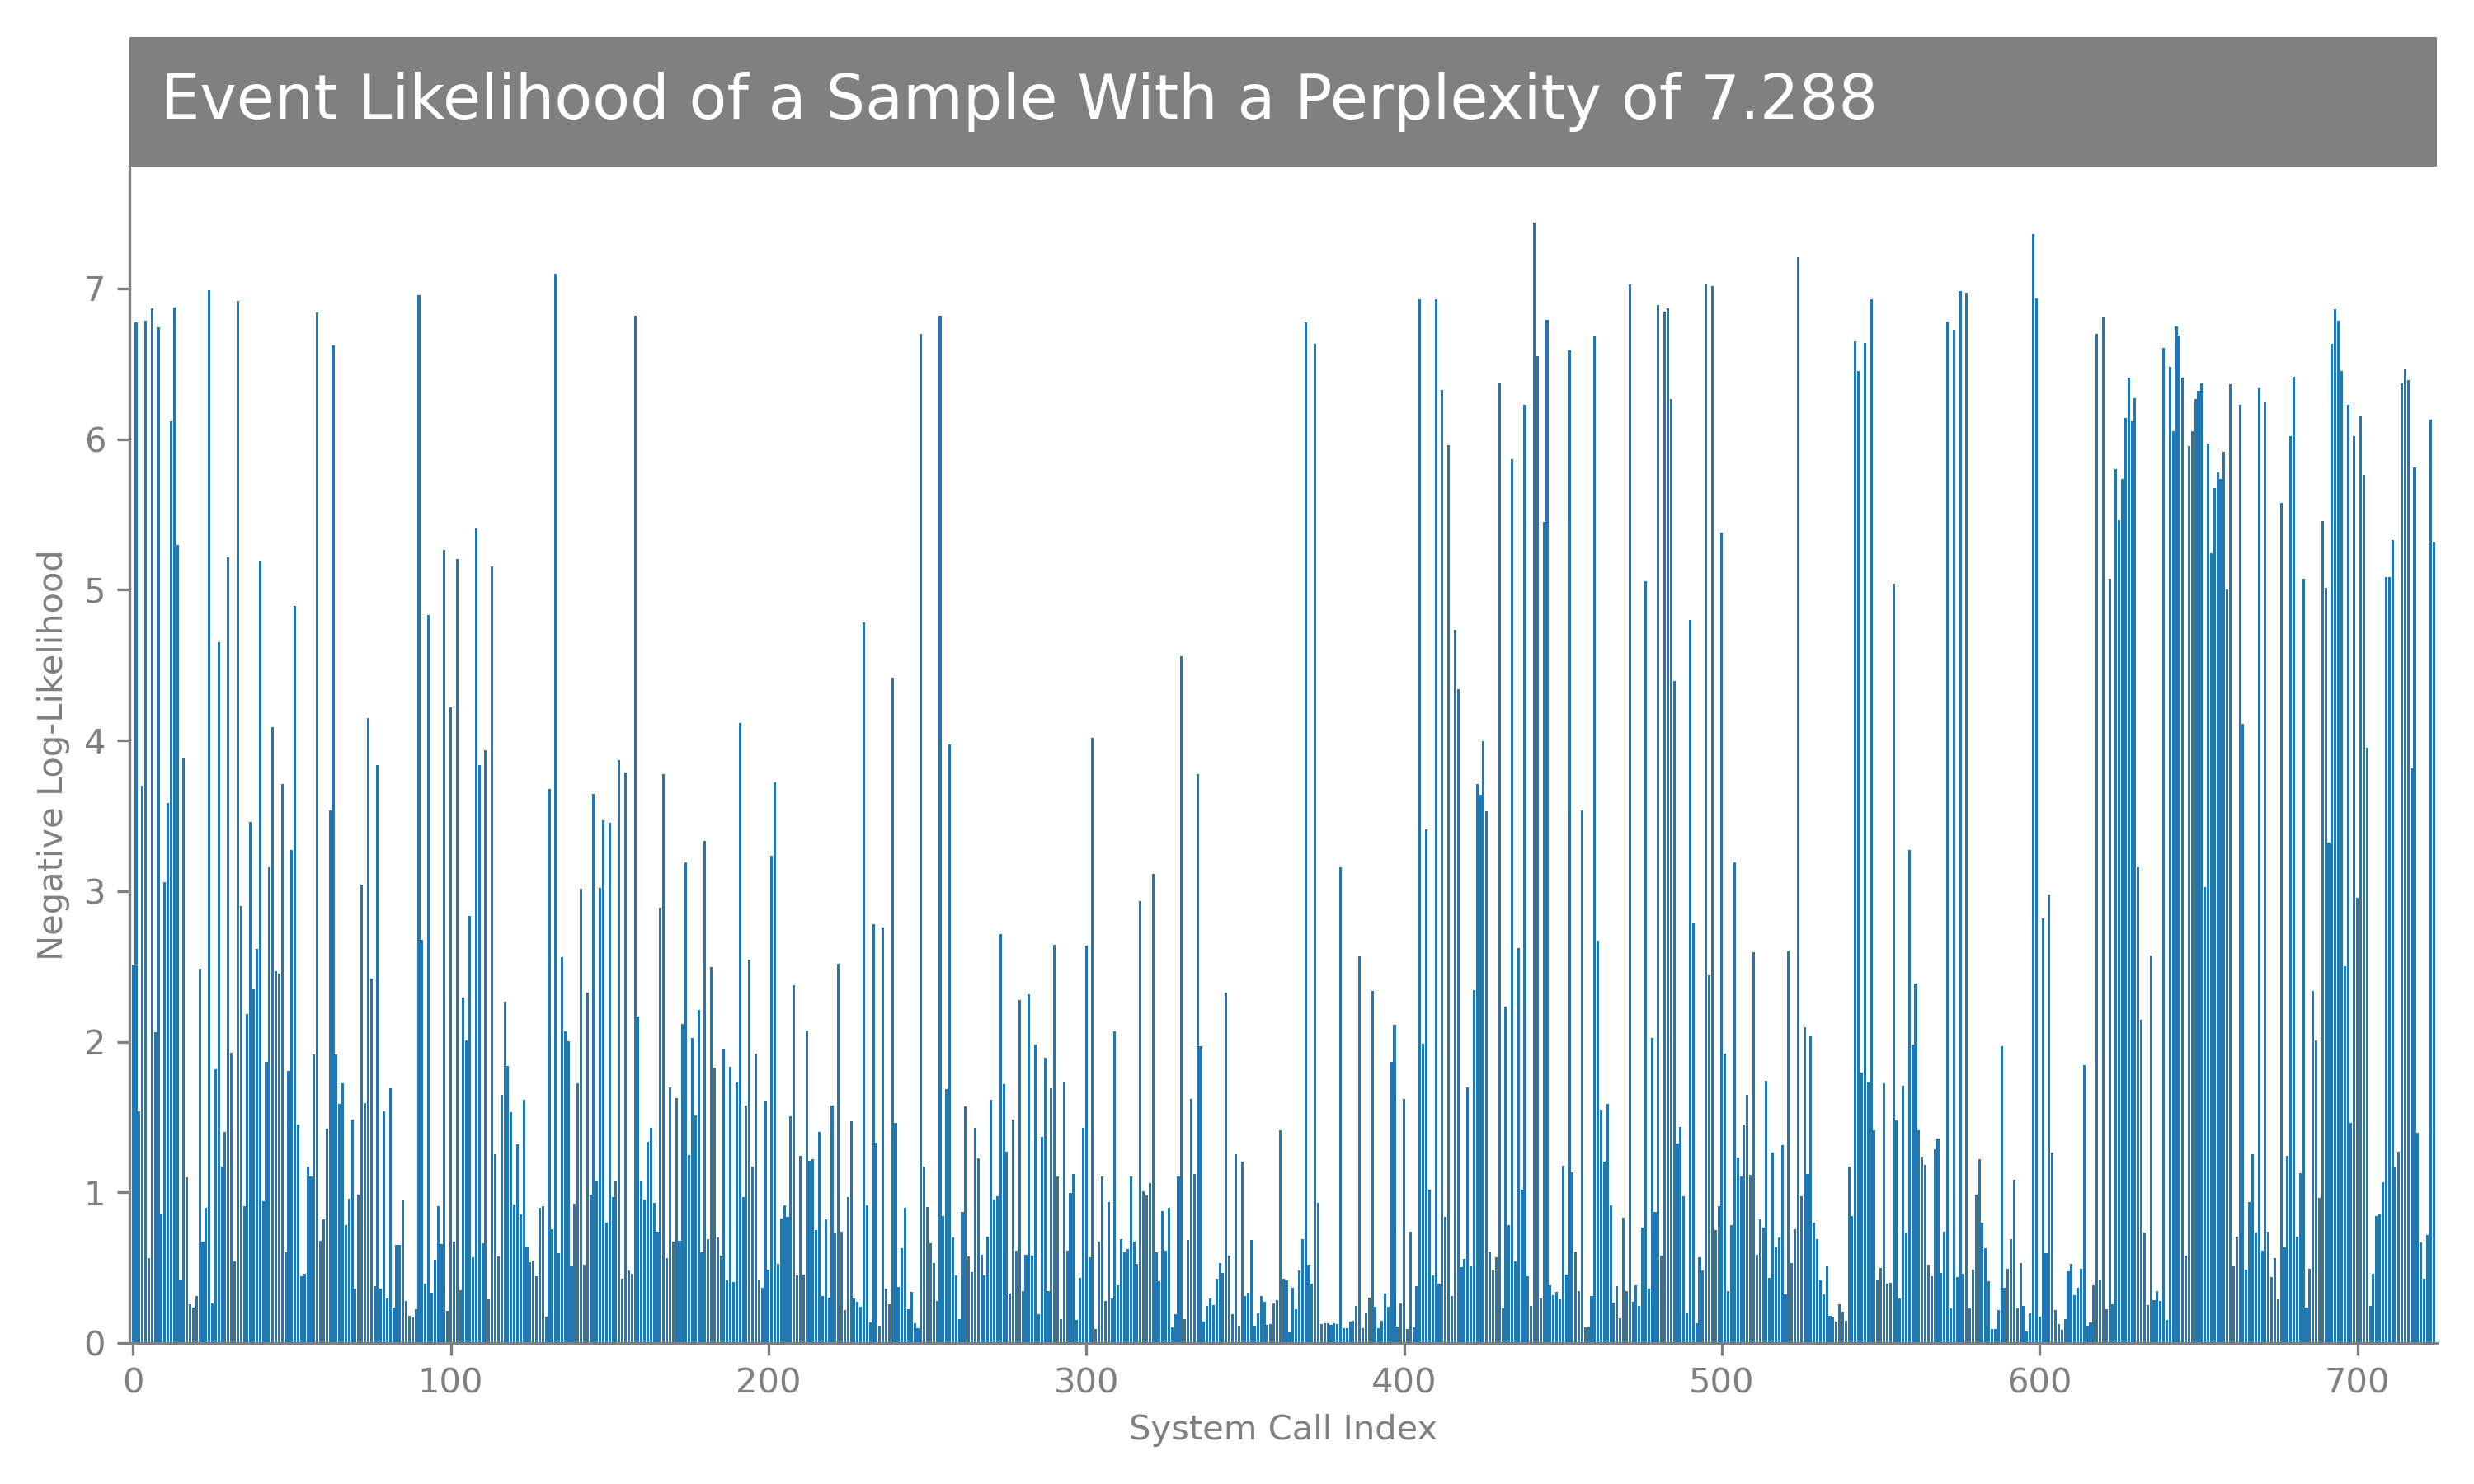 Event Likelihood of a Sample With a Perplexity of 7.288
Negative Log-Likelihood
7
6
5
4
3
2
1
0
0 100 200 300 400 500 600 700
System Call Index